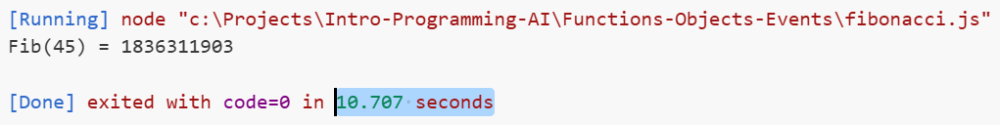 [Running] node "c:\Projects\Intro-Programming-AI\Functions-Objects-Events\fibonacci.js"
Fib(45) = 1836311903
[Done] exited with code=0 in 10.707 seconds